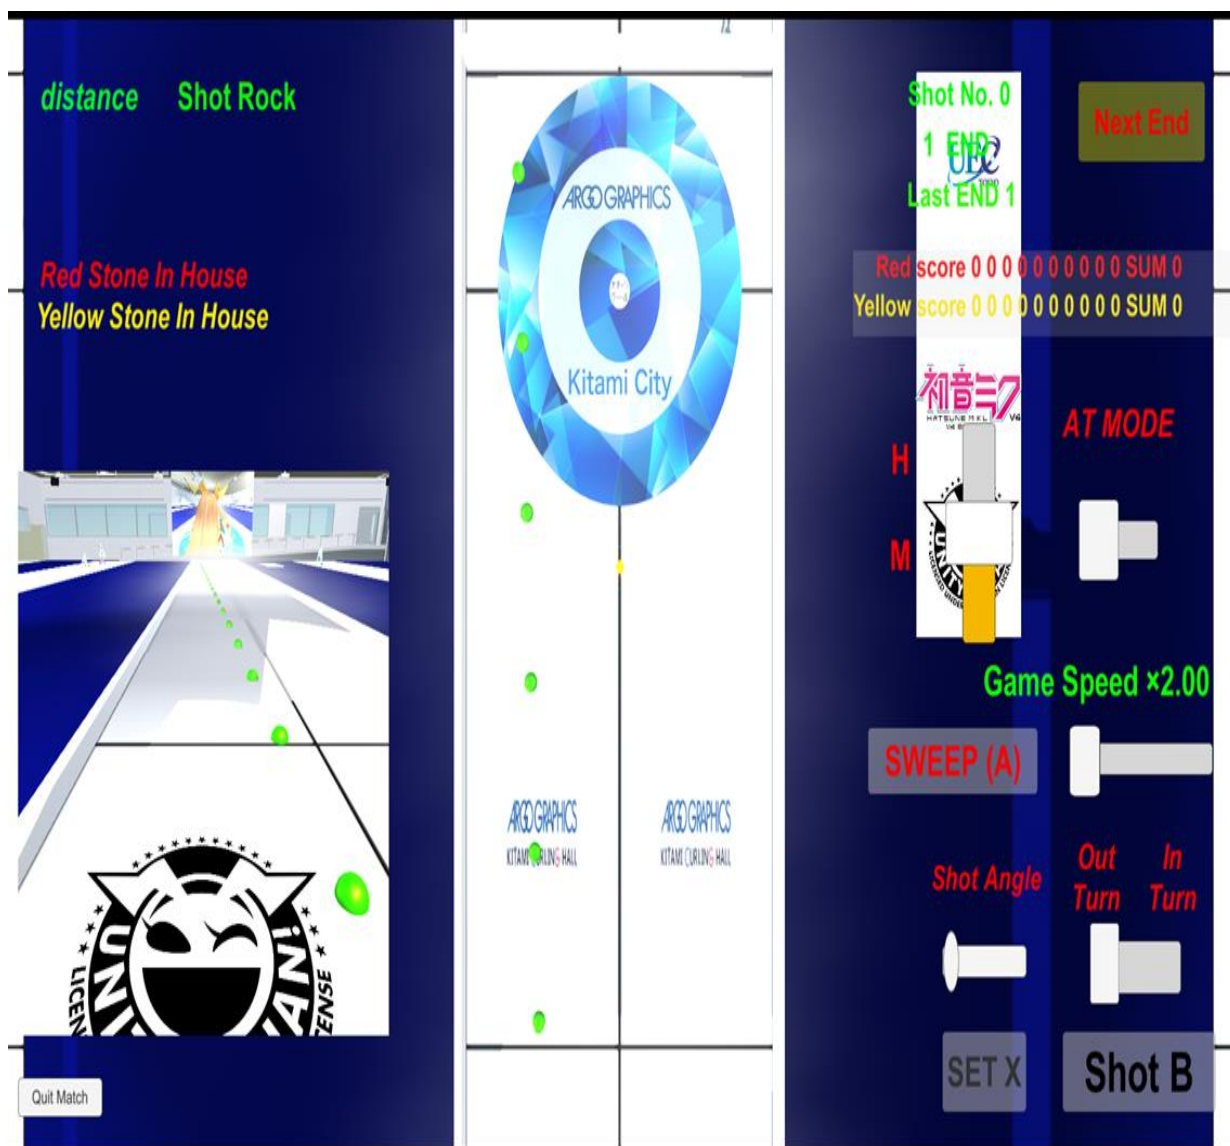 distance Shot Rock
Red Stone In House
Yellow Stone In House
ARGO GRAPHICS
Kitami City
ARGO GRAPHICS
KITAMI CURLING HALL
ARGO GRAPHICS
KITAMI CURLING HALL
Quit Match
Shot No. 0
1 END
UEC
Last END 1
Next End
Red score 0 0 0 0 0 0 0 0 0 0 SUM 0
Yellow score 0 0 0 0 0 0 0 0 0 0 SUM 0
初音ミク
HATSUNE MIKU V4
H
M
AT MODE
Game Speed ×2.00
SWEEP (A)
Shot Angle
Out Turn
In Turn
SET X
Shot B